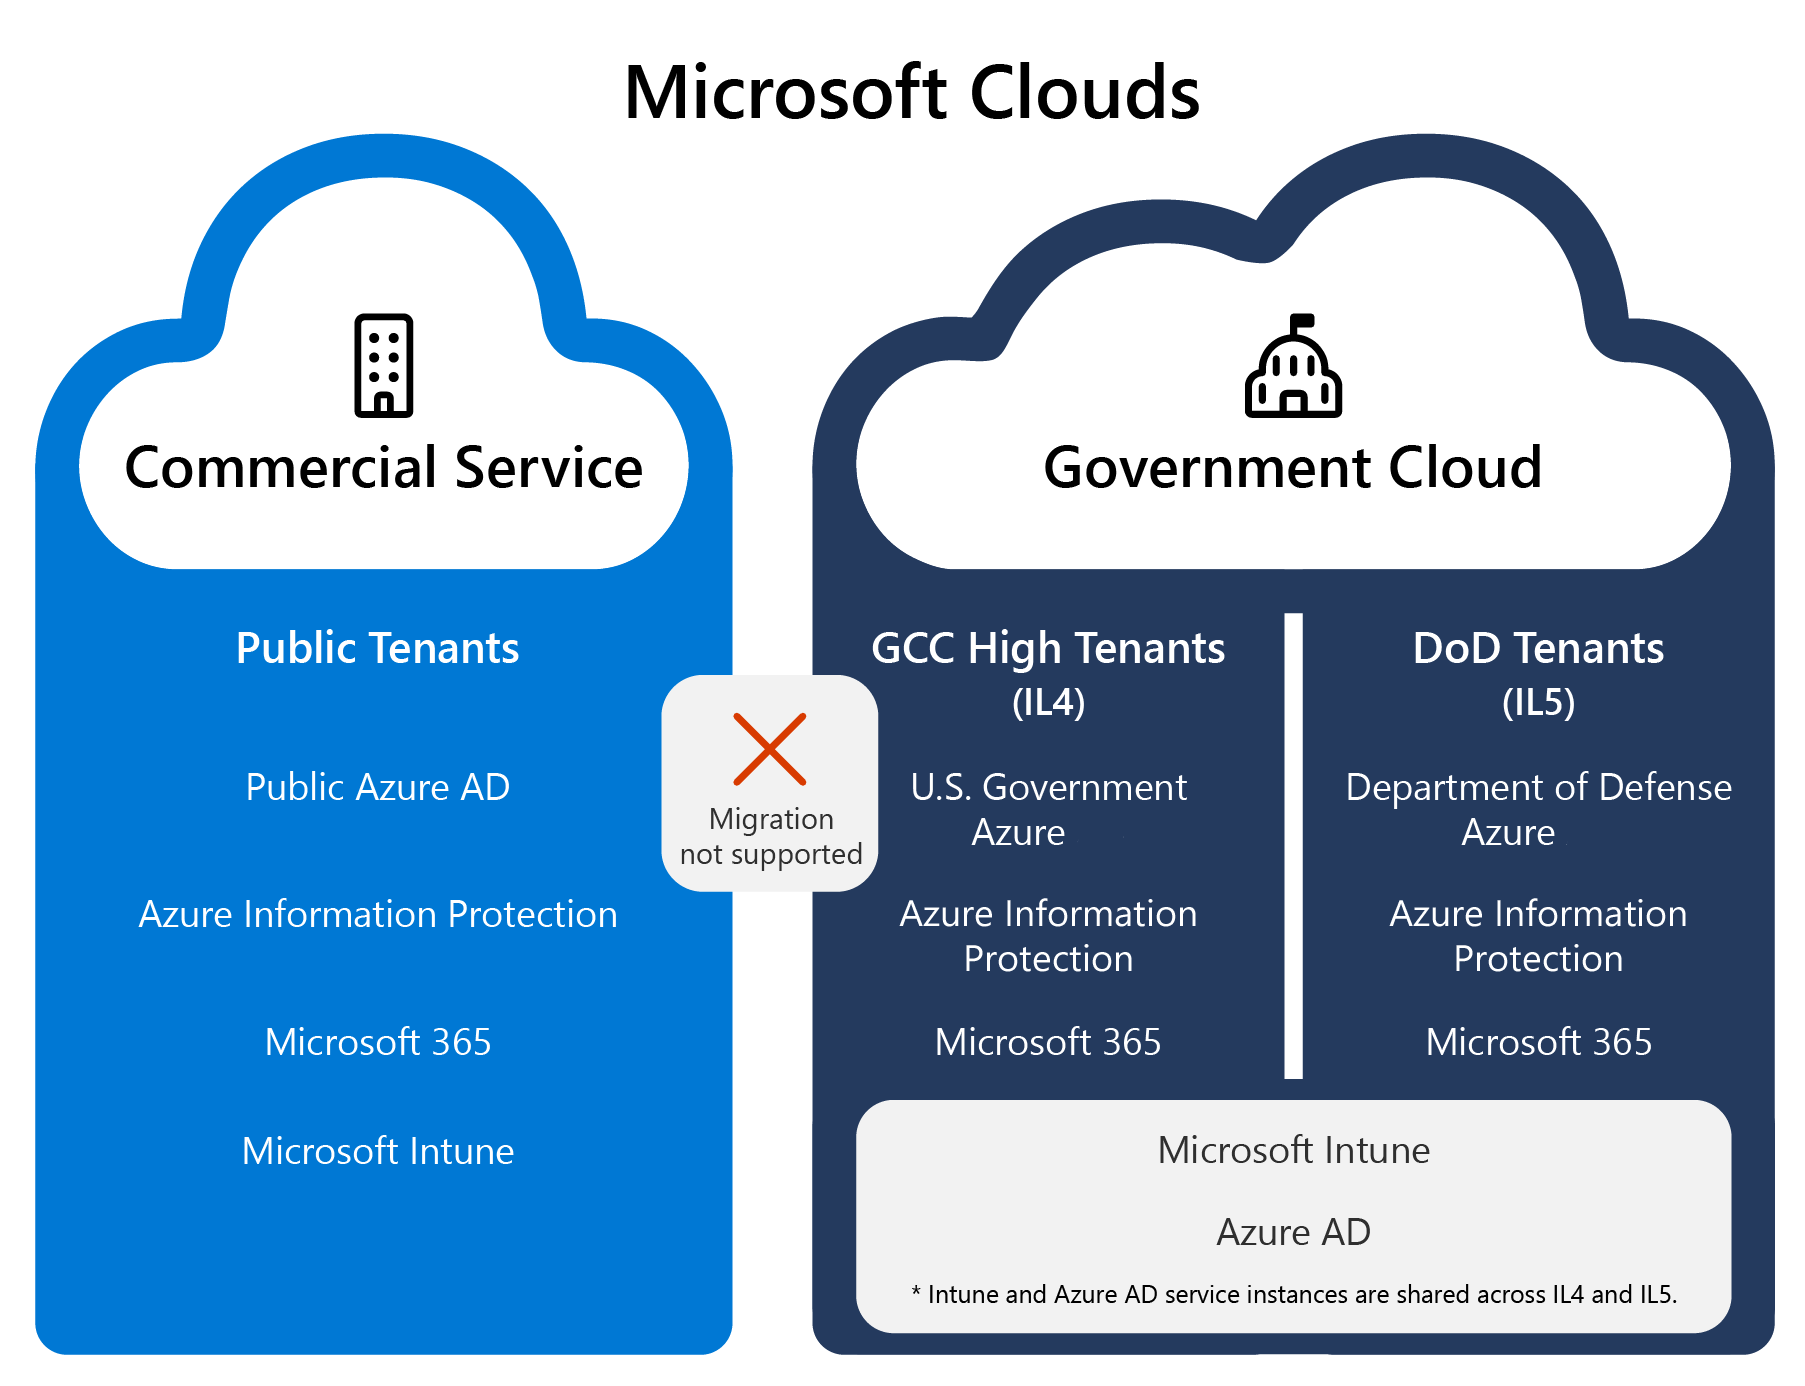 Microsoft Clouds
Commercial Service
Public Tenants
Public Azure AD
Azure Information Protection
Microsoft 365
Microsoft Intune
Migration
not supported
Government Cloud
GCC High Tenants
(IL4)
U.S. Government
Azure
Azure Information
Protection
Microsoft 365
DoD Tenants
(IL5)
Department of Defense
Azure
Azure Information
Protection
Microsoft 365
Microsoft Intune
Azure AD
* Intune and Azure AD service instances are shared across IL4 and IL5.